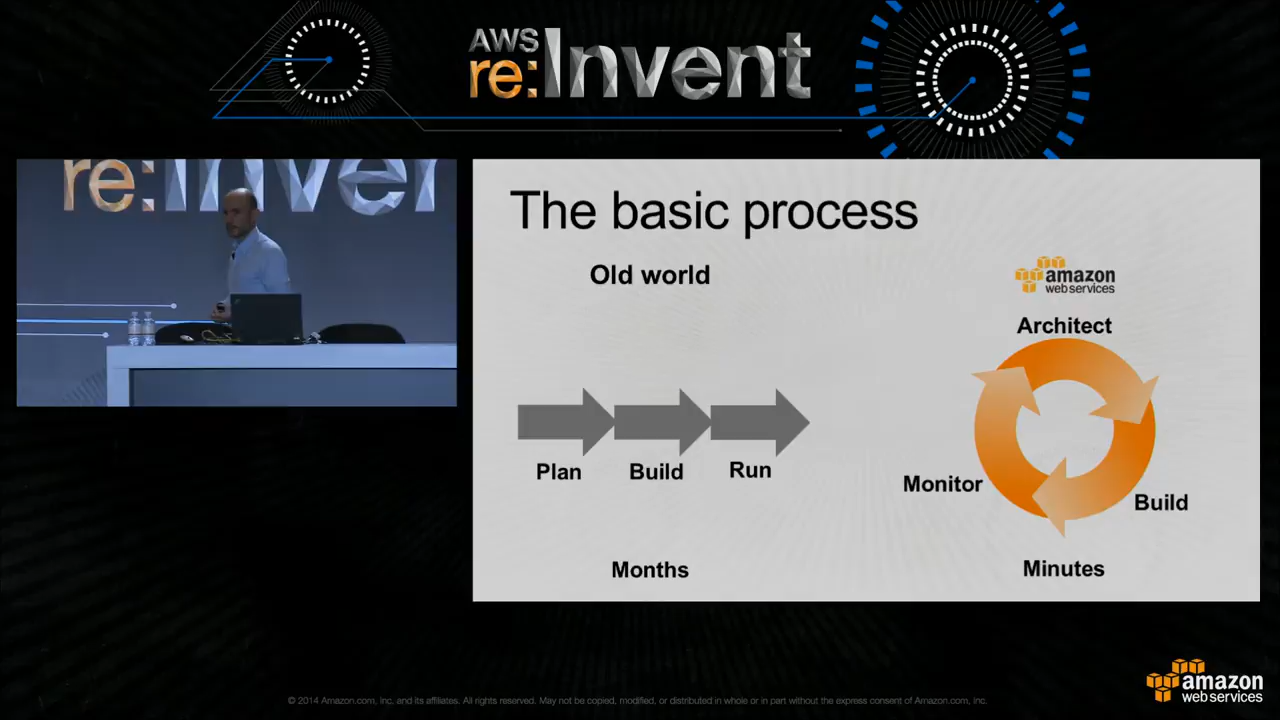 AWS
re:Invent
re:Inver
The basic process
Old world
amazon
web services
Architect
Plan
Build
Run
Monitor
Build
Months
Minutes
amazon
web services
© 2014 Amazon.com, Inc. and its affiliates. All rights reserved. May not be copied, modified, or distributed in whole or in part without the express consent of Amazon.com, Inc.